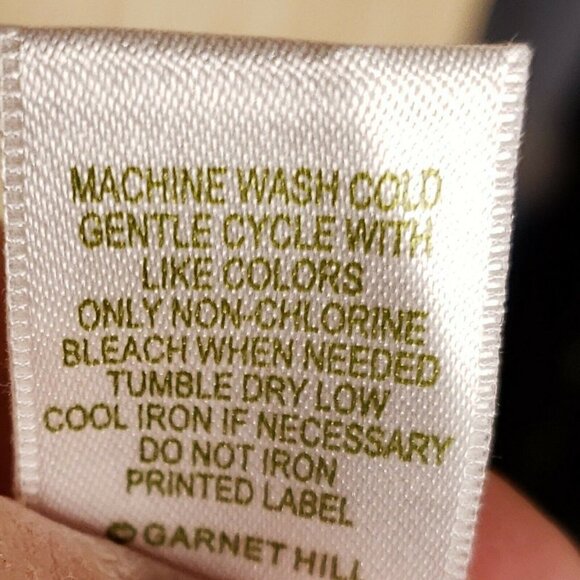 MACHINE WASH COLD
GENTLE CYCLE WITH
LIKE COLORS
ONLY NON-CHLORINE
BLEACH WHEN NEEDED
TUMBLE DRY LOW
COOL IRON IF NECESSARY
DO NOT IRON
PRINTED LABEL
© GARNET HILL